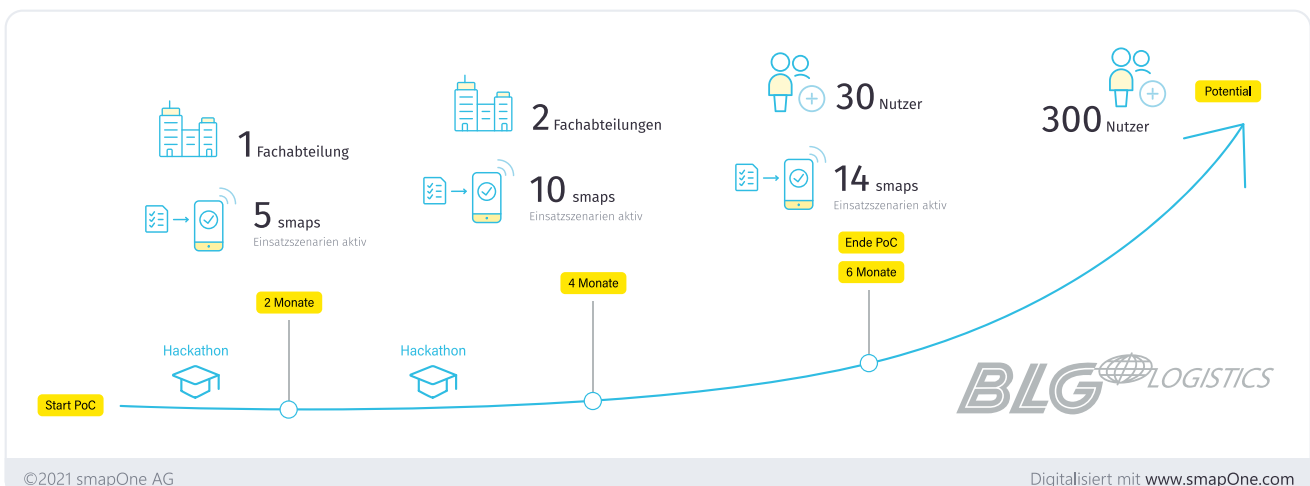 1 Fachabteilung
5 smaps
Einsatzszenarien aktiv
2 Fachabteilungen
10 smaps
Einsatzszenarien aktiv
30 Nutzer
14 smaps
Einsatzszenarien aktiv
300 Nutzer
Potential
Start PoC
Hackathon
2 Monate
Hackathon
4 Monate
Ende PoC
6 Monate
BLG LOGISTICS
©2021 smapOne AG
Digitalisiert mit www.smapOne.com